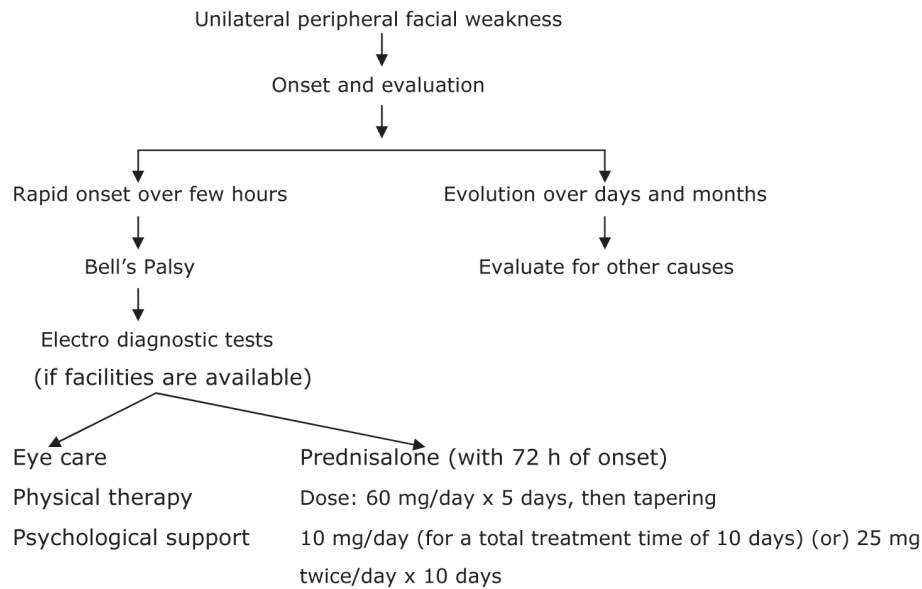 Unilateral peripheral facial weakness
Onset and evaluation
Rapid onset over few hours
Evolution over days and months
Bell’s Palsy
Evaluate for other causes
Electro diagnostic tests
(if facilities are available)
Eye care
Physical therapy
Psychological support
Prednisalone (with 72 h of onset)
Dose: 60 mg/day x 5 days, then tapering
10 mg/day (for a total treatment time of 10 days) (or) 25 mg
twice/day x 10 days